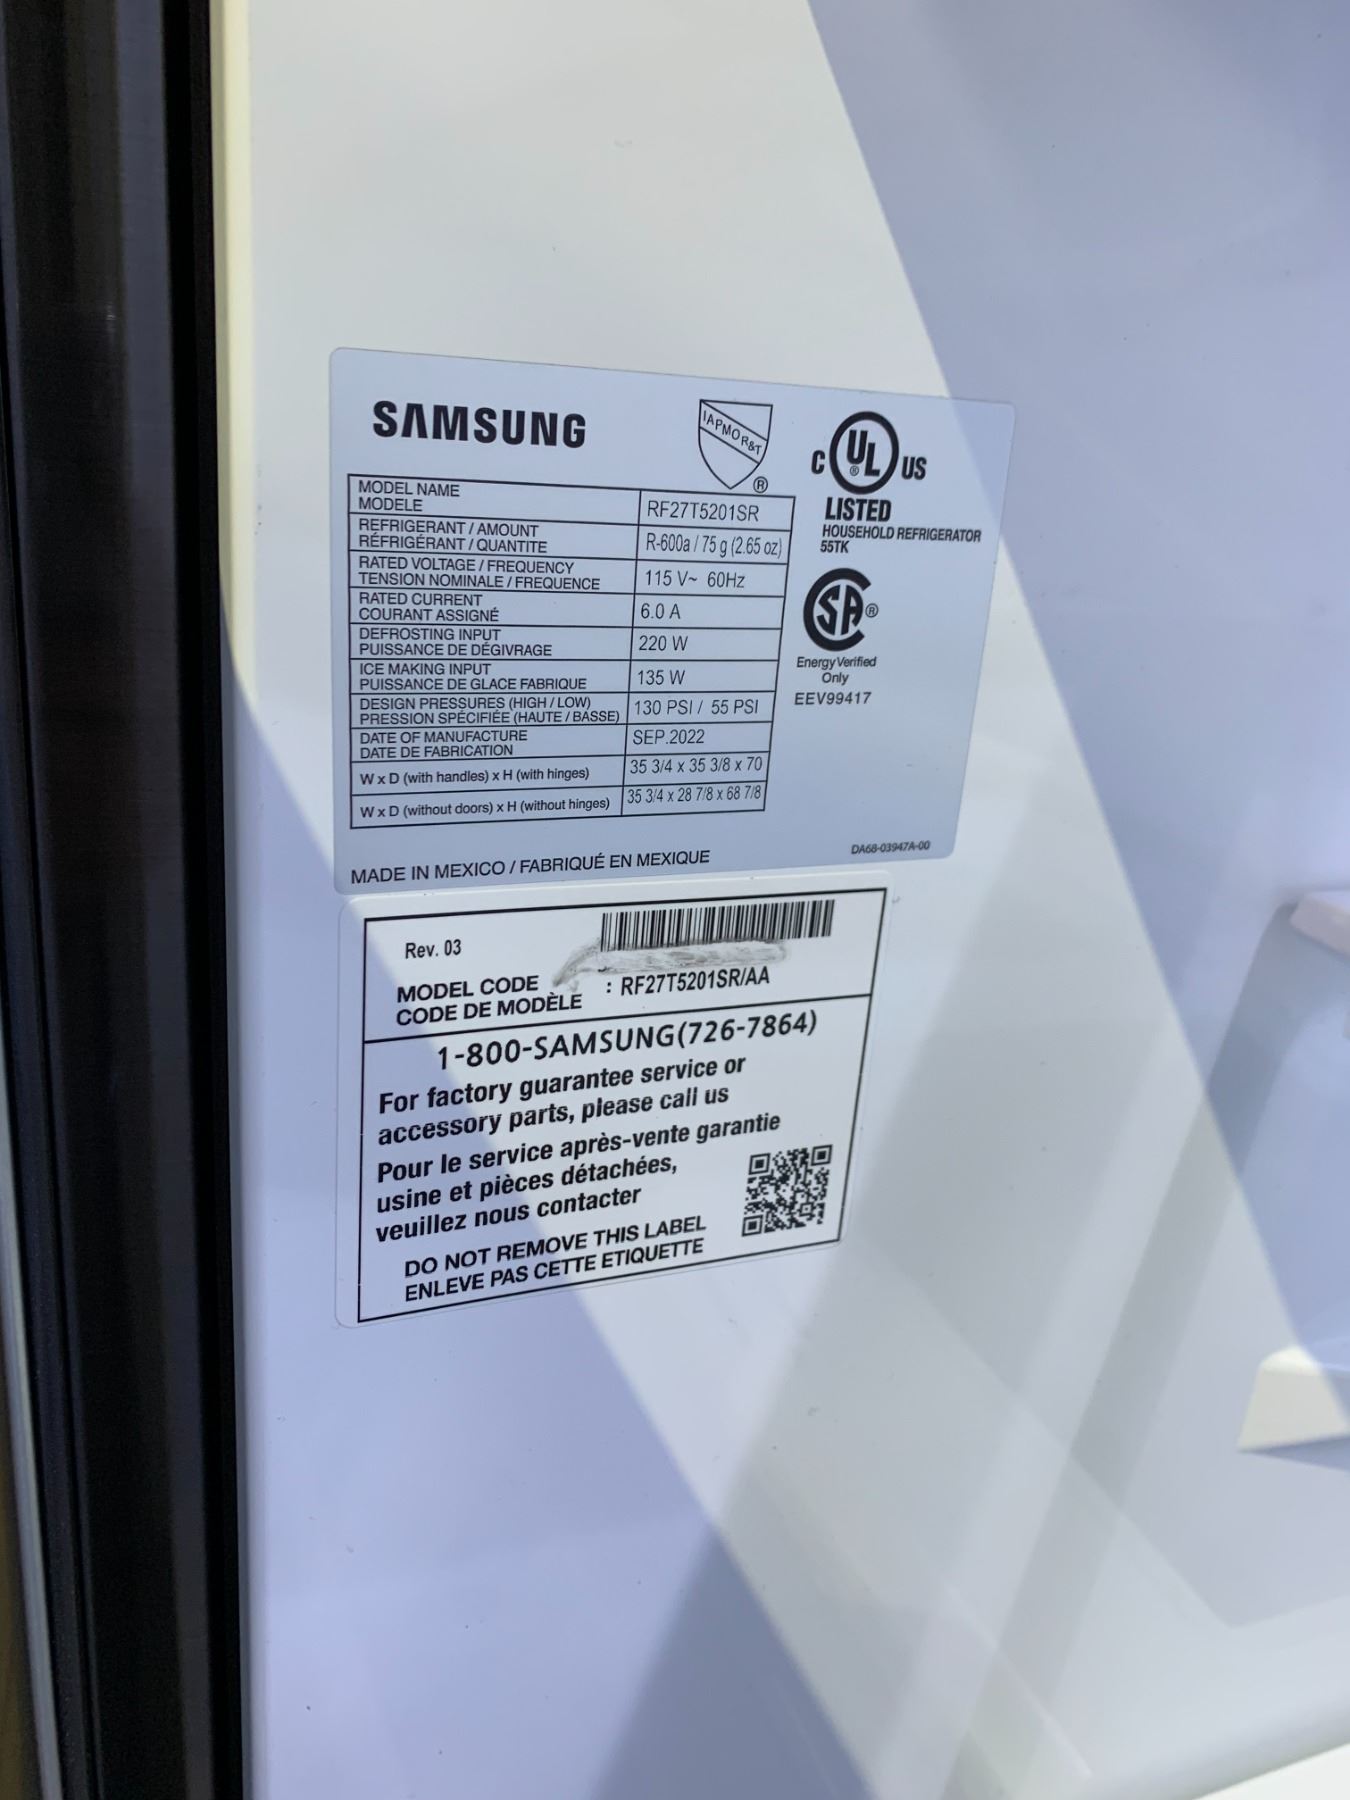 SAMSUNG
IAPMO R&T
®
C UL ® US
LISTED
HOUSEHOLD REFRIGERATOR
55TK
SA ®
Energy Verified
Only
EEV99417
MODEL NAME
MODELE
RF27T5201SR
REFRIGERANT / AMOUNT
RÉFRIGÉRANT / QUANTITE
R-600a / 75 g (2.65 oz)
RATED VOLTAGE / FREQUENCY
TENSION NOMINALE / FREQUENCE
115 V~ 60Hz
RATED CURRENT
COURANT ASSIGNÉ
6.0 A
DEFROSTING INPUT
PUISSANCE DE DÉGIVRAGE
220 W
ICE MAKING INPUT
PUISSANCE DE GLACE FABRIQUE
135 W
DESIGN PRESSURES (HIGH / LOW)
PRESSION SPÉCIFIÉE (HAUTE / BASSE)
130 PSI / 55 PSI
DATE OF MANUFACTURE
DATE DE FABRICATION
SEP.2022
W x D (with handles) x H (with hinges)
35 3/4 x 35 3/8 x 70
W x D (without doors) x H (without hinges)
35 3/4 x 28 7/8 x 68 7/8
MADE IN MEXICO / FABRIQUÉ EN MEXIQUE
DA68-03947A-00
Rev. 03
MODEL CODE
CODE DE MODÈLE
: RF27T5201SR/AA
1-800-SAMSUNG(726-7864)
For factory guarantee service or
accessory parts, please call us
Pour le service après-vente garantie
usine et pièces détachées,
veuillez nous contacter
DO NOT REMOVE THIS LABEL
ENLEVE PAS CETTE ETIQUETTE